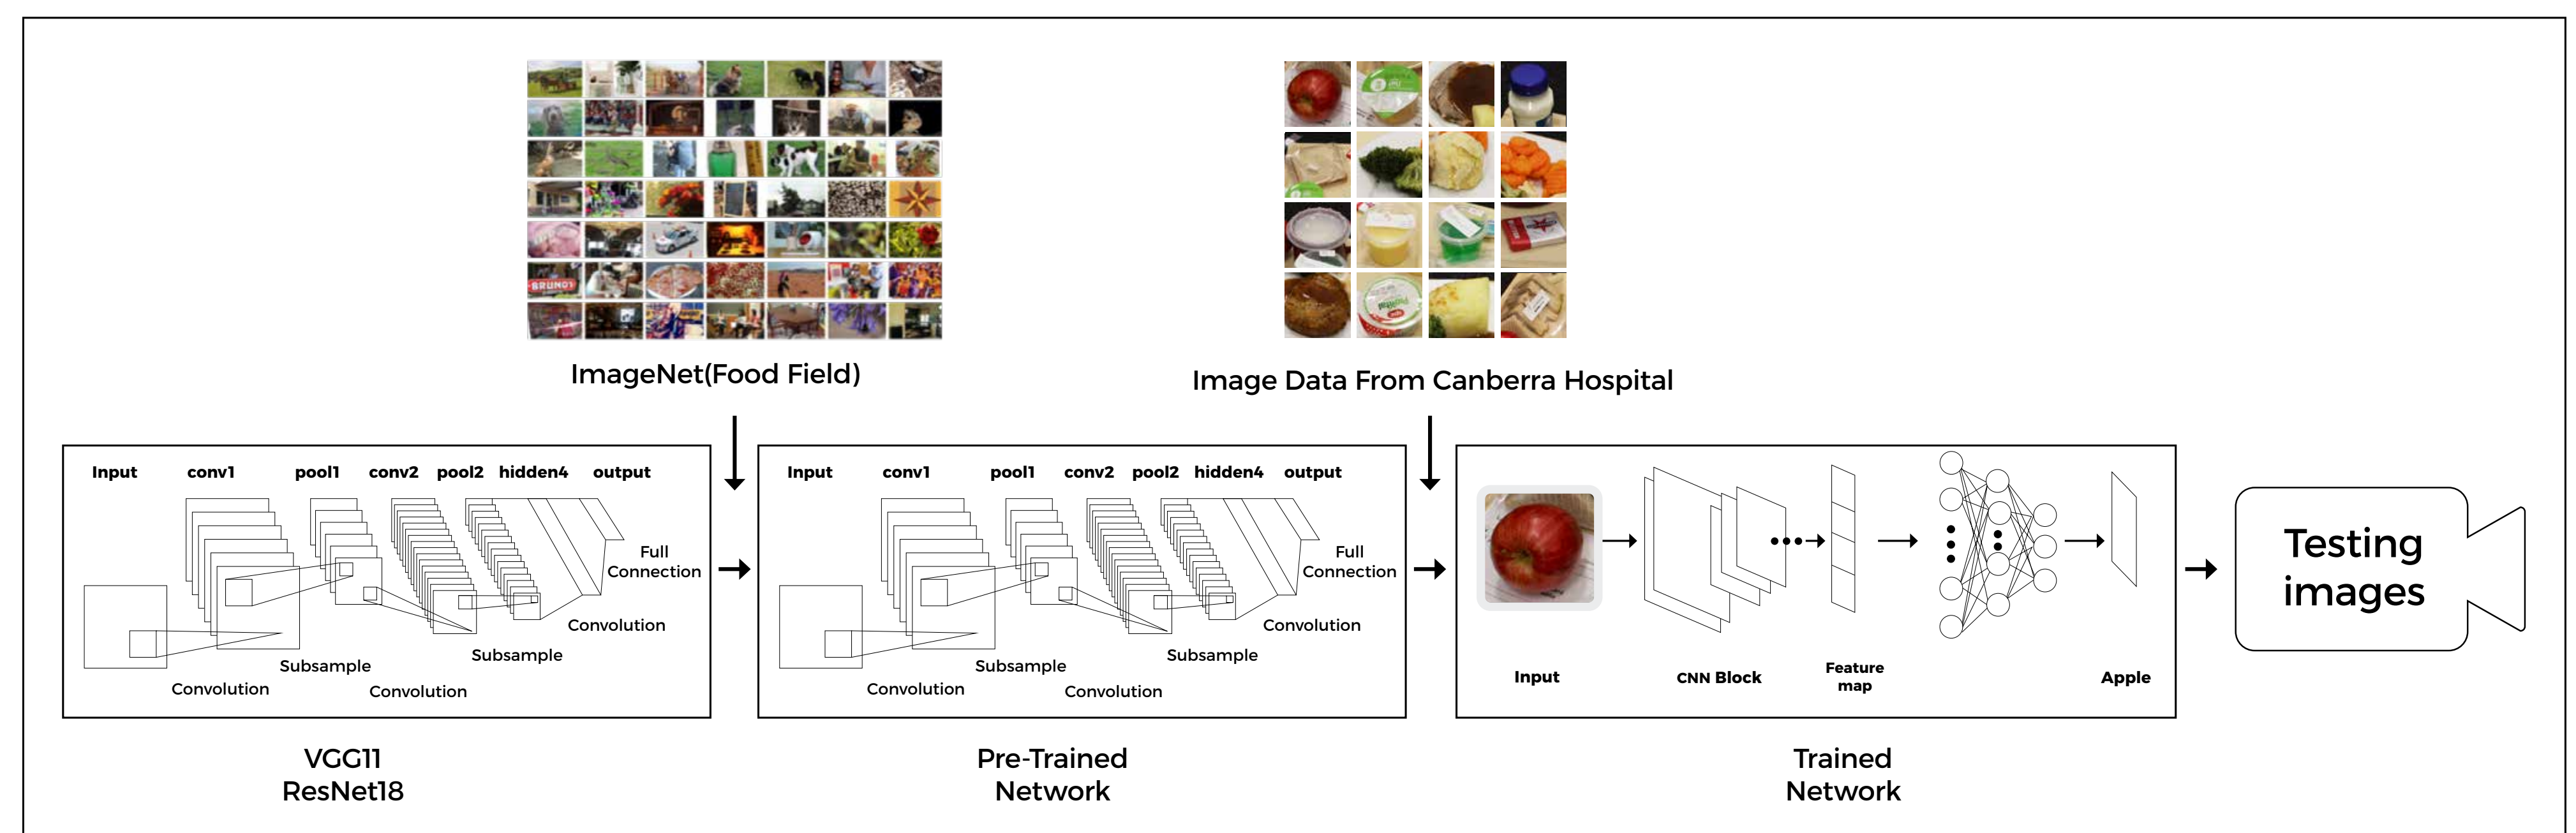 BRUNO'S
ImageNet(Food Field)
Image Data From Canberra Hospital
Input conv1 pool1 conv2 pool2 hidden4 output
Full
Connection
Convolution
Subsample
Subsample
Convolution
Convolution
VGG11
ResNet18
Input conv1 pool1 conv2 pool2 hidden4 output
Full
Connection
Convolution
Subsample
Subsample
Convolution
Convolution
Pre-Trained
Network
Input
CNN Block
Feature
map
Apple
Trained
Network
Testing
images